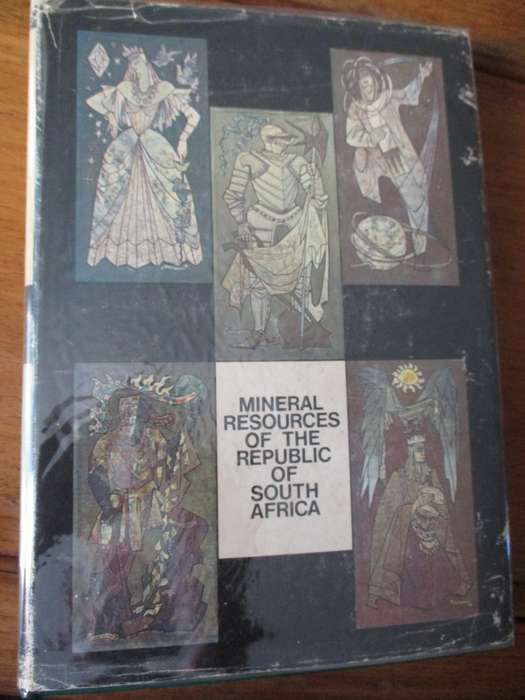 MINERAL
RESOURCES
OF THE
REPUBLIC
OF
SOUTH
AFRICA